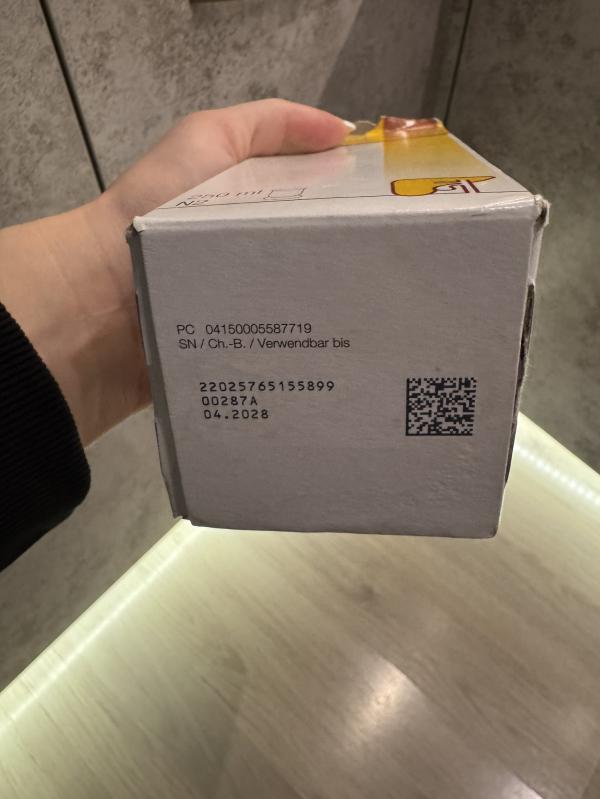 250 ml
N2
PC 04150005587719
SN / Ch.-B. / Verwendbar bis
22025765155899
00287A
04.2028